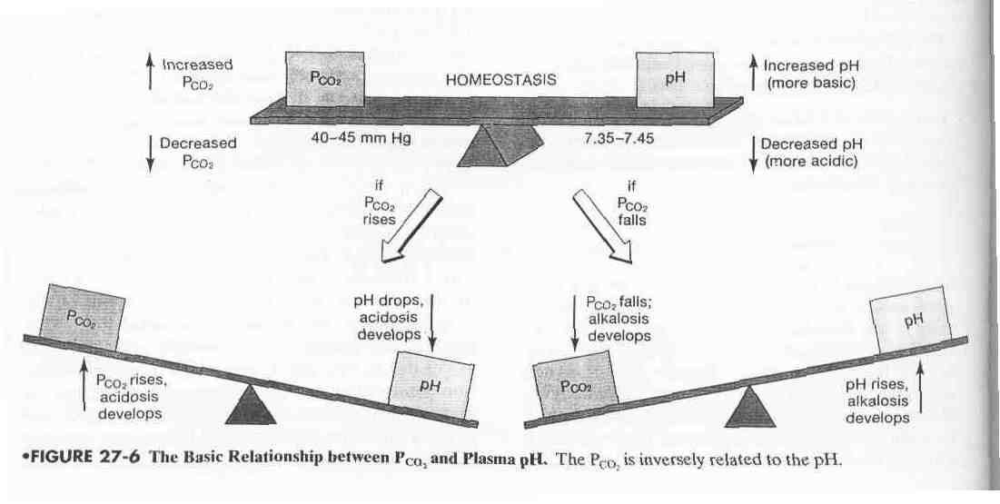 Increased
PCO₂
PCO₂
HOMEOSTASIS
pH
Increased pH
(more basic)
Decreased
PCO₂
40–45 mm Hg
7.35–7.45
Decreased pH
(more acidic)
if
PCO₂
rises
if
PCO₂
falls
PCO₂
pH drops,
acidosis
develops
PCO₂ falls;
alkalosis
develops
pH
PCO₂ rises,
acidosis
develops
pH
PCO₂
pH rises,
alkalosis
develops
•FIGURE 27-6 The Basic Relationship between PCO₂ and Plasma pH. The PCO₂ is inversely related to the pH.